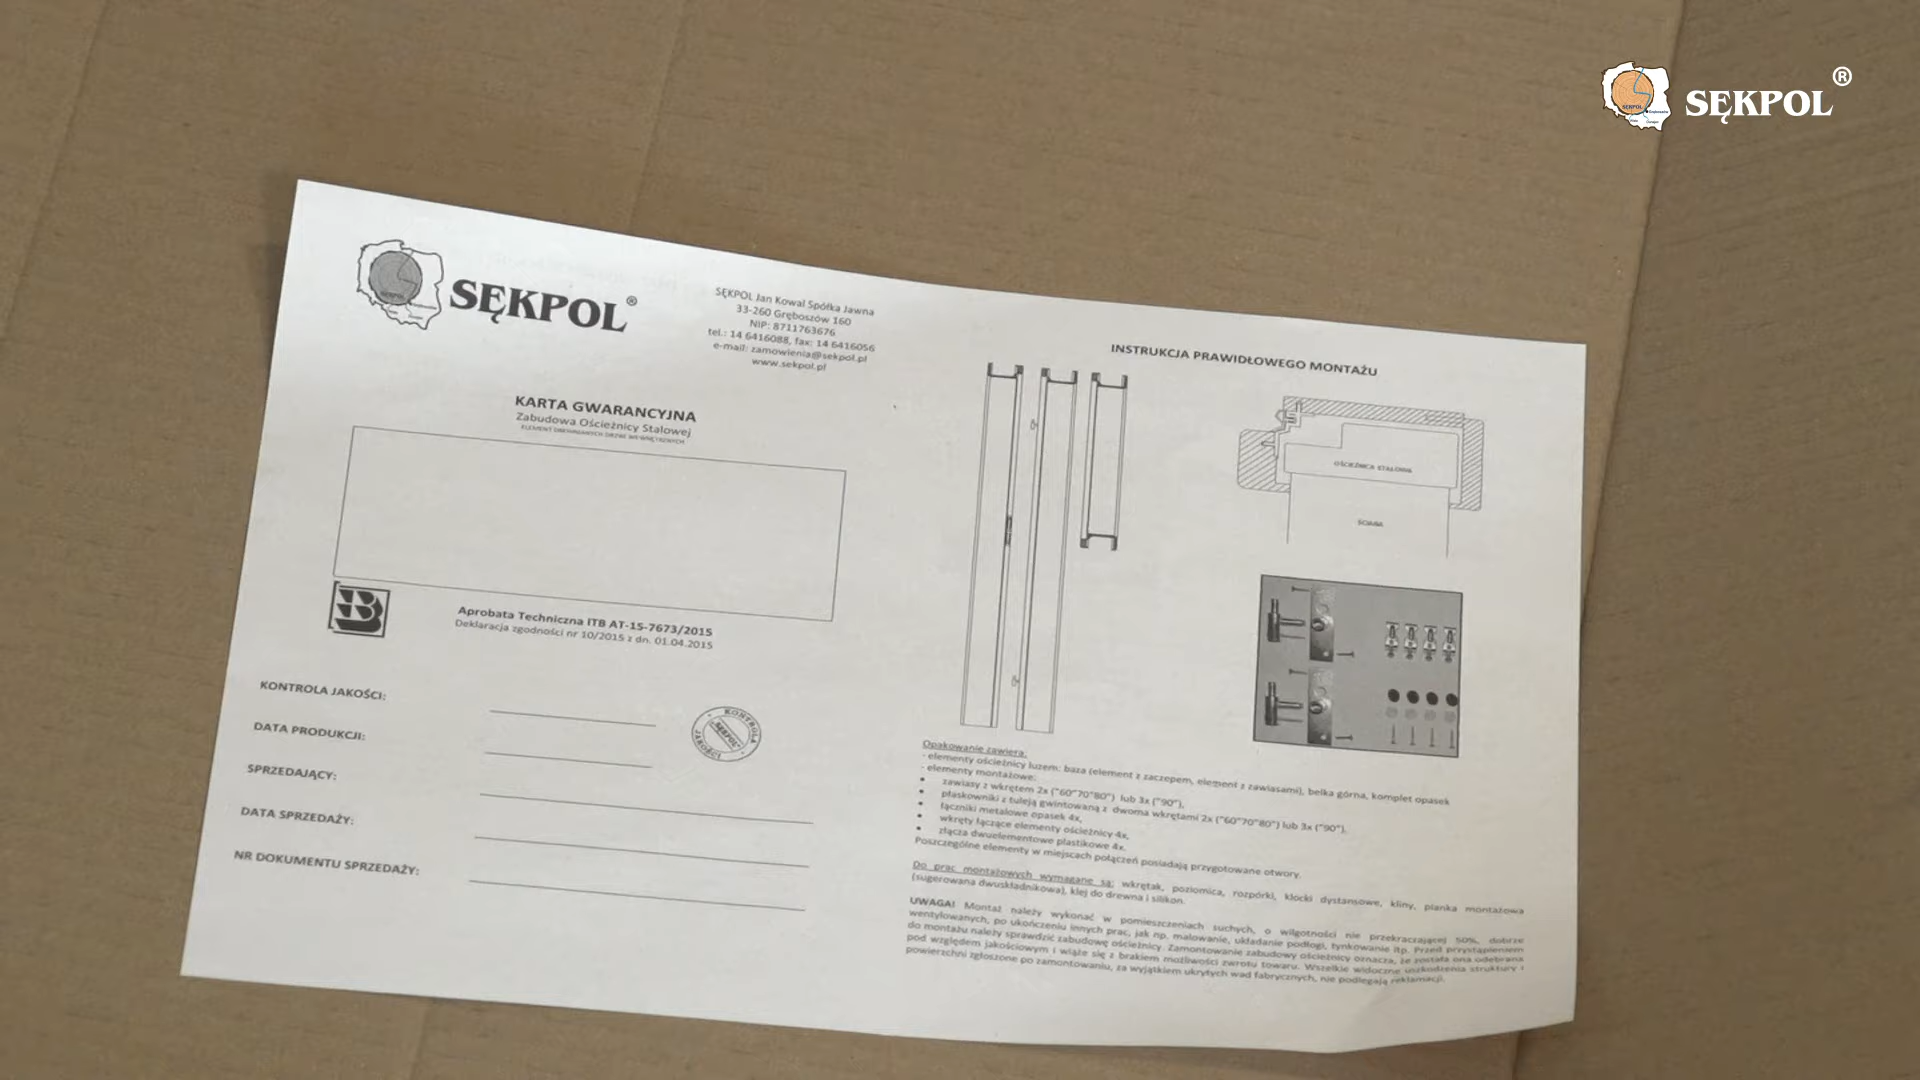 SĘKPOL®
SĘKPOL®
SĘKPOL Jan Kowal Spółka Jawna
33-260 Gręboszów 160
NIP: 8711763676
tel.: 14 6416088, fax: 14 6416056
e-mail: zamowienia@sekpol.pl
www.sekpol.pl
KARTA GWARANCYJNA
Zabudowa Ościeżnicy Stalowej
Aprobata Techniczna ITB AT-15-7673/2015
Deklaracja zgodności nr 10/2015 z dn. 01.04.2015
KONTROLA JAKOŚCI:
DATA PRODUKCJI:
SPRZEDAJĄCY:
DATA SPRZEDAŻY:
NR DOKUMENTU SPRZEDAŻY:
KONTROLA
SĘKPOL
JAKOŚCI
INSTRUKCJA PRAWIDŁOWEGO MONTAŻU
OŚCIEŻNICA STALOWA
ŚCIANA
Opakowanie zawiera:
- elementy ościeżnicy luzem: baza (element z zaczepem, element z zawiasami), belka górna, komplet opasek
- elementy montażowe:
• zawiasy z wkrętem 2x ("60"70"80") lub 3x ("90"),
• płaskowniki z tuleją gwintowaną z dwoma wkrętami 2x ("60"70"80") lub 3x ("90"),
• łączniki metalowe opasek 4x,
• wkręty łączące elementy ościeżnicy 4x,
• złącza dwuelementowe plastikowe 4x.
Poszczególne elementy w miejscach połączeń posiadają przygotowane otwory.
Do prac montażowych wymagane są: wkrętak, poziomica, rozpórki, klocki dystansowe, kliny, pianka montażowa
(sugerowana dwuskładnikowa), klej do drewna i silikon.
UWAGA! Montaż należy wykonać w pomieszczeniach suchych, o wilgotności nie przekraczającej 50%, dobrze
wentylowanych, po ukończeniu innych prac, jak np. malowanie, układanie podłogi, tynkowanie itp. Przed przystąpieniem
do montażu należy sprawdzić zabudowę ościeżnicy. Zamontowanie zabudowy ościeżnicy oznacza, że została ona odebrana
pod względem jakościowym i wiąże się z brakiem możliwości zwrotu towaru. Wszelkie widoczne uszkodzenia struktury i
powierzchni zgłoszone po zamontowaniu, za wyjątkiem ukrytych wad fabrycznych, nie podlegają reklamacji.